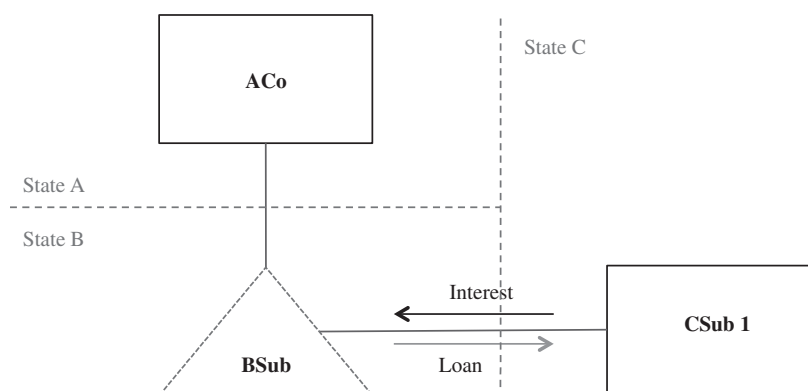 State C
ACo
State A
State B
Interest
CSub 1
BSub
Loan